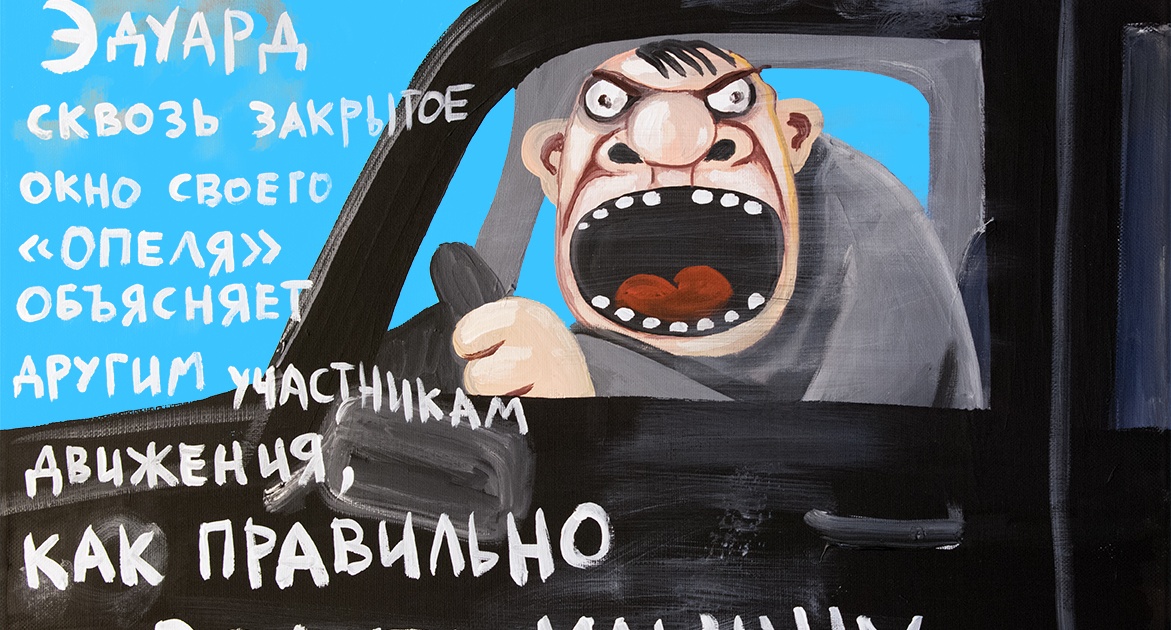 Эдуард
сквозь закрытое
окно своего
«Опеля»
объясняет
другим участникам
движения,
как правильно